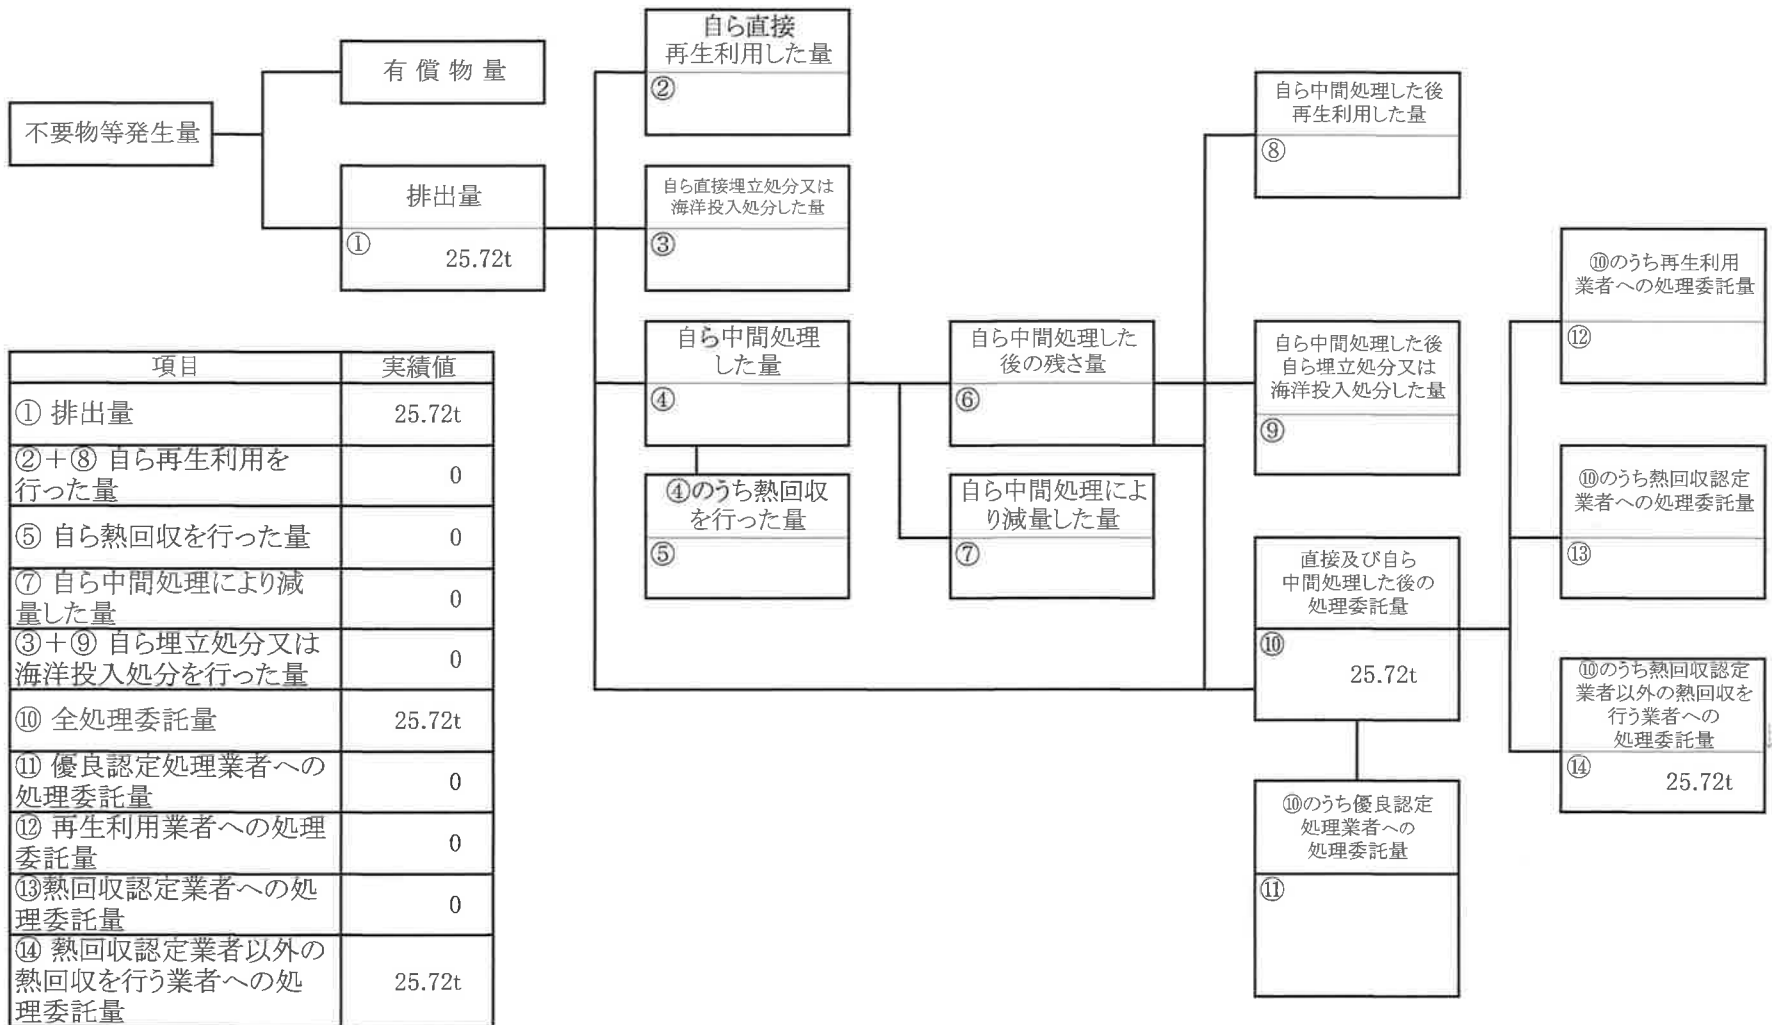 不要物等発生量
有償物量
排出量
①
25.72t
自ら直接
再生利用した量
②
自ら直接埋立処分又は
海洋投入処分した量
③
自ら中間処理
した量
④
④のうち熱回収
を行った量
⑤
自ら中間処理した
後の残さ量
⑥
自ら中間処理によ
り減量した量
⑦
自ら中間処理した後
再生利用した量
⑧
自ら中間処理した後
自ら埋立処分又は
海洋投入処分した量
⑨
直接及び自ら
中間処理した後の
処理委託量
⑩
25.72t
⑩のうち優良認定
処理業者への
処理委託量
⑪
⑩のうち再生利用
業者への処理委託量
⑫
⑩のうち熱回収認定
業者への処理委託量
⑬
⑩のうち熱回収認定
業者以外の熱回収を
行う業者への
処理委託量
⑭
25.72t
項目 実績値
① 排出量 25.72t
②＋⑧ 自ら再生利用を
行った量 0
⑤ 自ら熱回収を行った量 0
⑦ 自ら中間処理により減
量した量 0
③＋⑨ 自ら埋立処分又は
海洋投入処分を行った量 0
⑩ 全処理委託量 25.72t
⑪ 優良認定処理業者への
処理委託量 0
⑫ 再生利用業者への処理
委託量 0
⑬熱回収認定業者への処
理委託量 0
⑭ 熱回収認定業者以外の
熱回収を行う業者への処
理委託量 25.72t